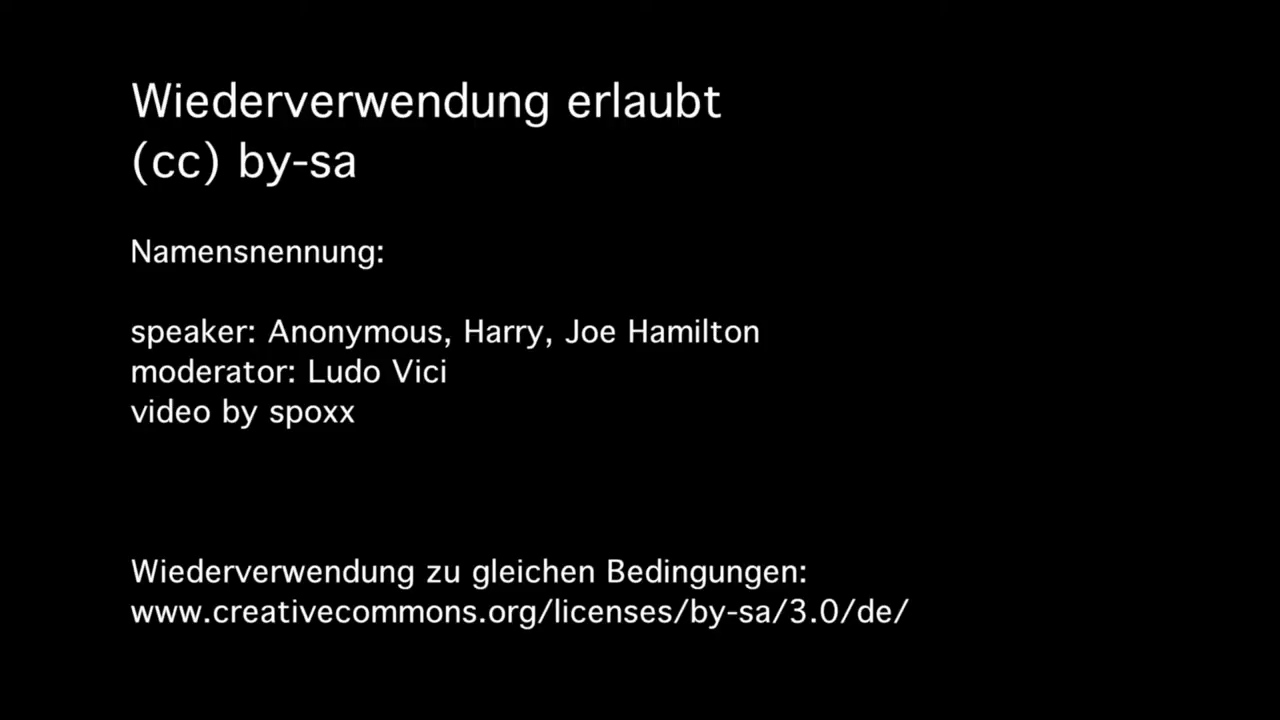 Wiederverwendung erlaubt
(cc) by-sa
Namensnennung:
speaker: Anonymous, Harry, Joe Hamilton
moderator: Ludo Vici
video by spoxx
Wiederverwendung zu gleichen Bedingungen:
www.creativecommons.org/licenses/by-sa/3.0/de/